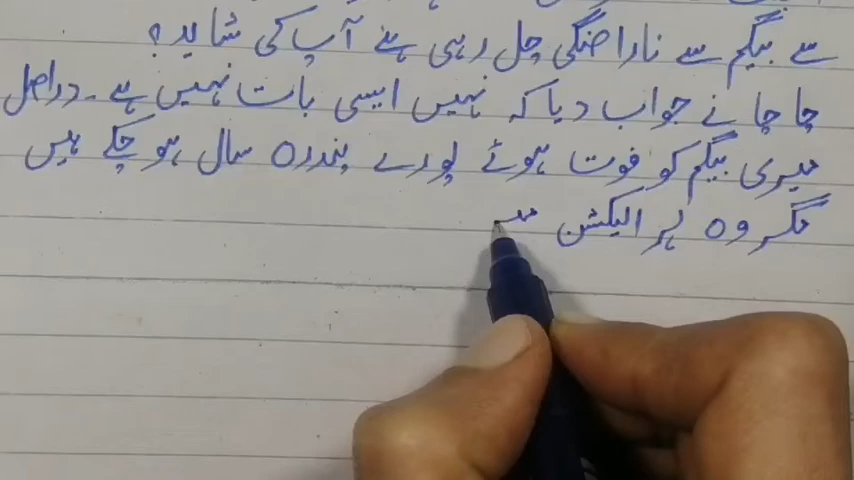 سے بیگم سے ناراضگی چل رہی ہے آپ کی شاید؟
چاچا نے جواب دیا کہ نہیں ایسی بات نہیں ہے۔ دراصل
میری بیگم کو فوت ہوئے پورے پندرہ سال ہو چکے ہیں
مگر وہ ہر الیکشن میں